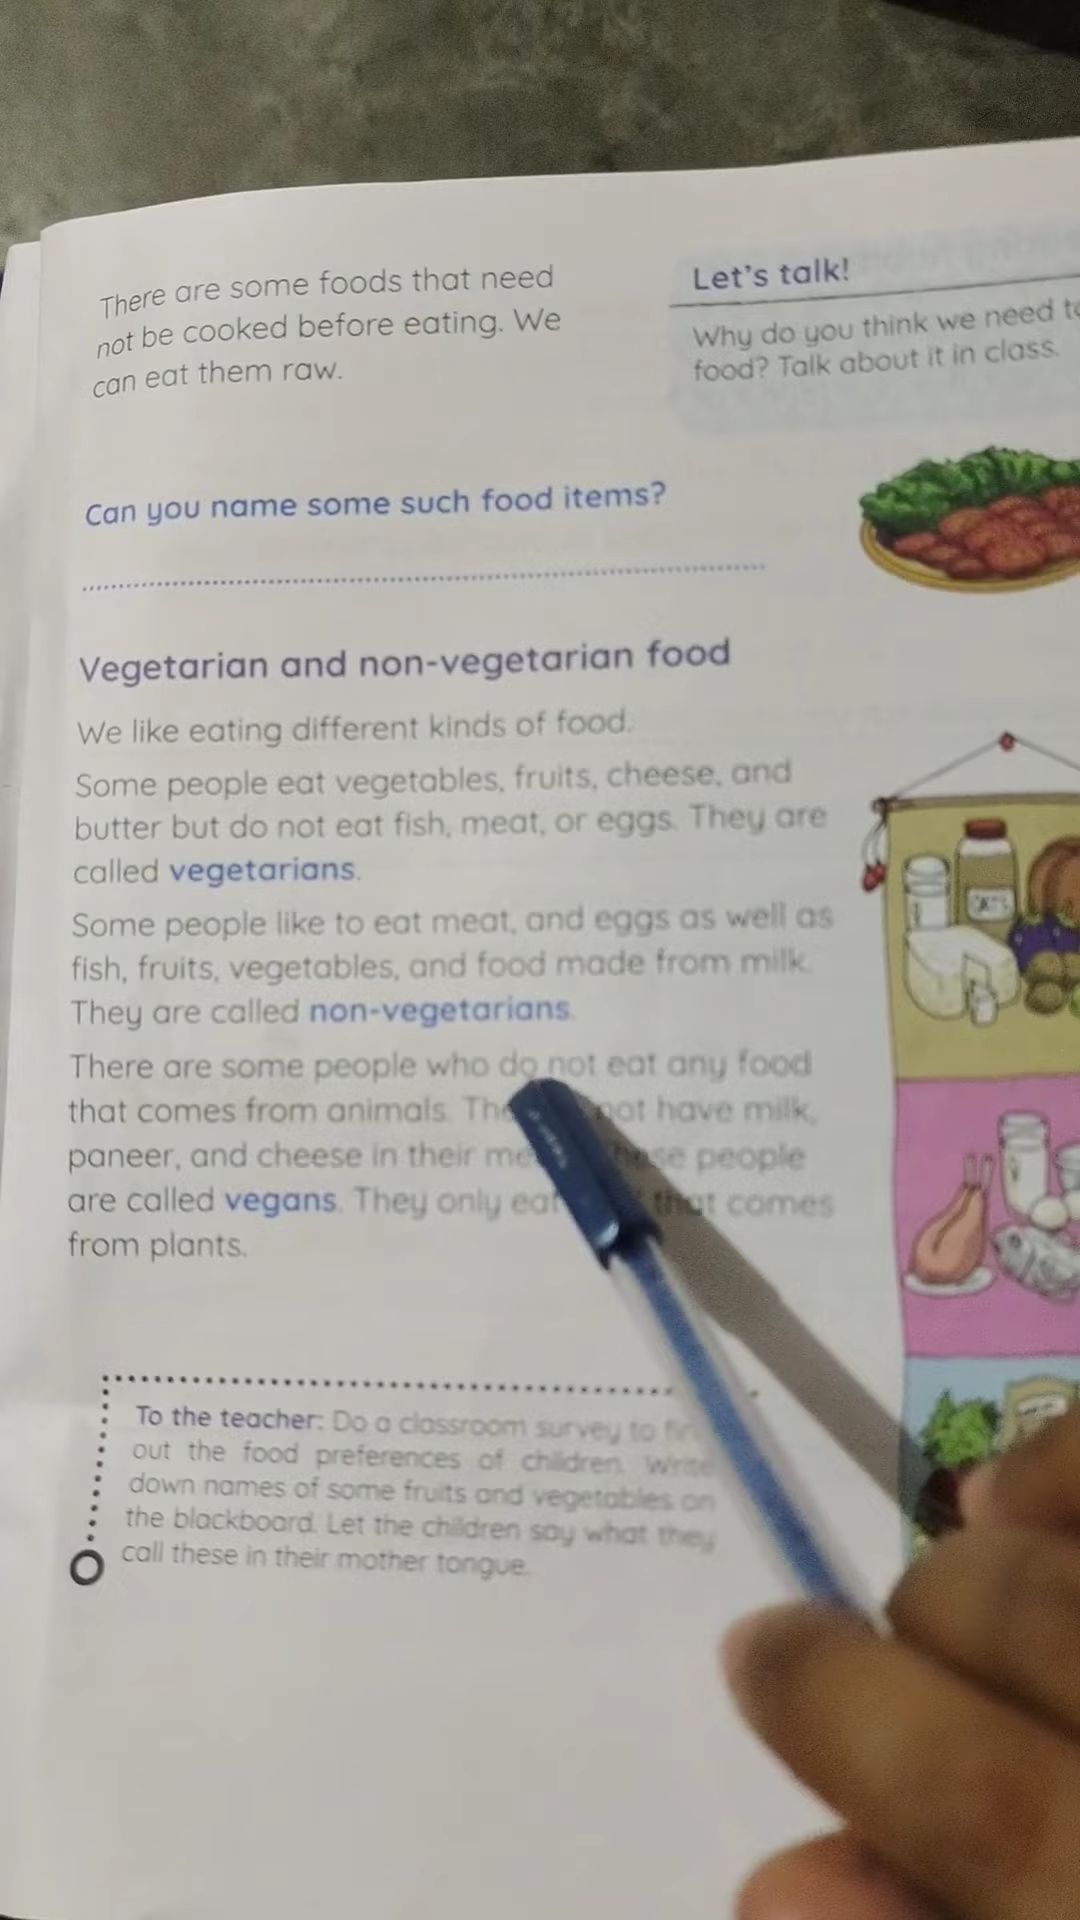 There are some foods that need
not be cooked before eating. We
can eat them raw.
Let's talk!
Why do you think we need to
food? Talk about it in class.
Can you name some such food items?
Vegetarian and non-vegetarian food
We like eating different kinds of food.
Some people eat vegetables, fruits, cheese, and
butter but do not eat fish, meat, or eggs. They are
called vegetarians.
Some people like to eat meat, and eggs as well as
fish, fruits, vegetables, and food made from milk.
They are called non-vegetarians.
There are some people who do not eat any food
that comes from animals. not have milk,
paneer, and cheese in their people
are called vegans. They only eat that comes
from plants.
To the teacher: Do a classroom survey to
out the food preferences of children. Write
down names of some fruits and vegetables on
the blackboard. Let the children say what they
call these in their mother tongue.